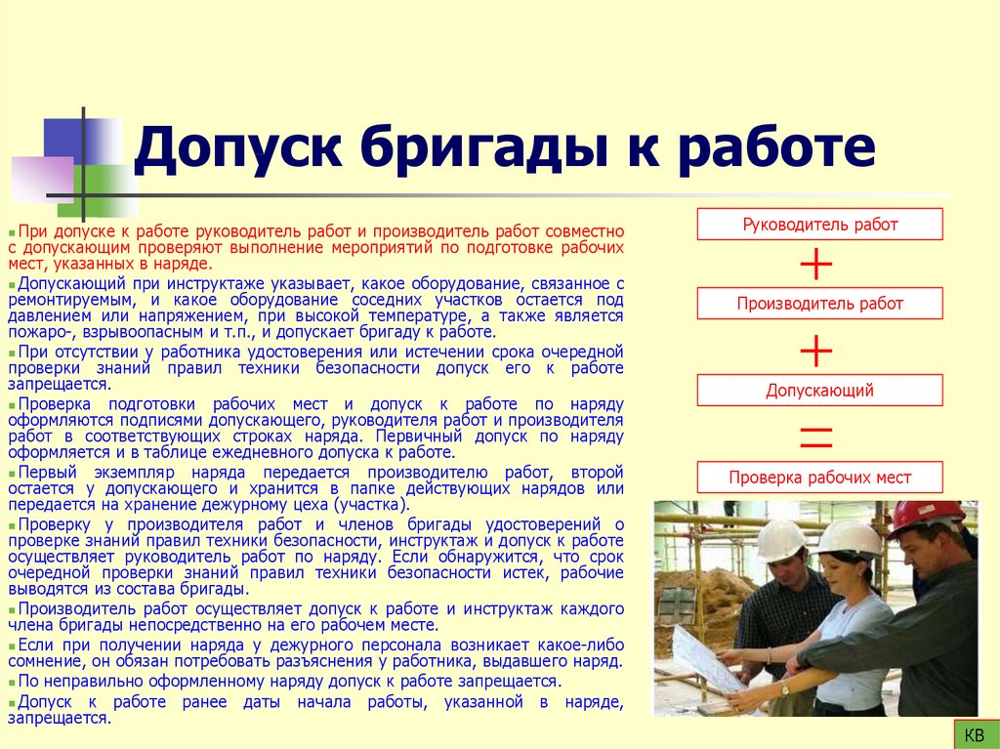 Допуск бригады к работе
При допуске к работе руководитель работ и производитель работ совместно
с допускающим проверяют выполнение мероприятий по подготовке рабочих
мест, указанных в наряде.
Допускающий при инструктаже указывает, какое оборудование, связанное с
ремонтируемым, и какое оборудование соседних участков остается под
давлением или напряжением, при высокой температуре, а также является
пожаро-, взрывоопасным и т.п., и допускает бригаду к работе.
При отсутствии у работника удостоверения или истечении срока очередной
проверки знаний правил техники безопасности допуск его к работе
запрещается.
Проверка подготовки рабочих мест и допуск к работе по наряду
оформляются подписями допускающего, руководителя работ и производителя
работ в соответствующих строках наряда. Первичный допуск по наряду
оформляется и в таблице ежедневного допуска к работе.
Первый экземпляр наряда передается производителю работ, второй
остается у допускающего и хранится в папке действующих нарядов или
передается на хранение дежурному цеха (участка).
Проверку у производителя работ и членов бригады удостоверений о
проверке знаний правил техники безопасности, инструктаж и допуск к работе
осуществляет руководитель работ по наряду. Если обнаружится, что срок
очередной проверки знаний правил техники безопасности истек, рабочие
выводятся из состава бригады.
Производитель работ осуществляет допуск к работе и инструктаж каждого
члена бригады непосредственно на его рабочем месте.
Если при получении наряда у дежурного персонала возникает какое-либо
сомнение, он обязан потребовать разъяснения у работника, выдавшего наряд.
По неправильно оформленному наряду допуск к работе запрещается.
Допуск к работе ранее даты начала работы, указанной в наряде,
запрещается.
Руководитель работ
+
Производитель работ
+
Допускающий
=
Проверка рабочих мест
КВ